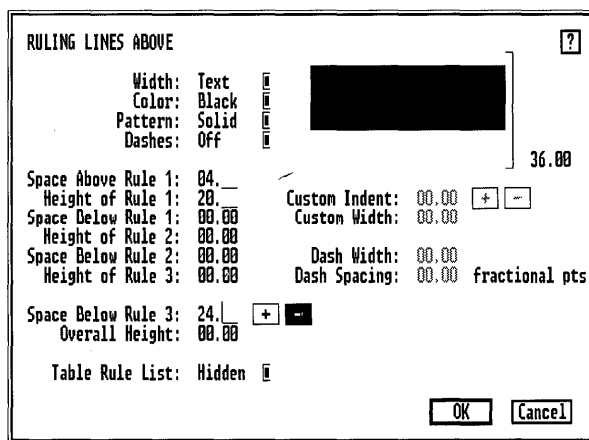 RULING LINES ABOVE ?
Width: Text
Color: Black
Pattern: Solid
Dashes: Off
36.00
Space Above Rule 1: 04.__
Height of Rule 1: 20.__ Custom Indent: 00.00 + -
Space Below Rule 1: 00.00 Custom Width: 00.00
Height of Rule 2: 00.00
Space Below Rule 2: 00.00 Dash Width: 00.00
Height of Rule 3: 00.00 Dash Spacing: 00.00 fractional pts
Space Below Rule 3: 24.__ + -
Overall Height: 00.00
Table Rule List: Hidden
OK Cancel